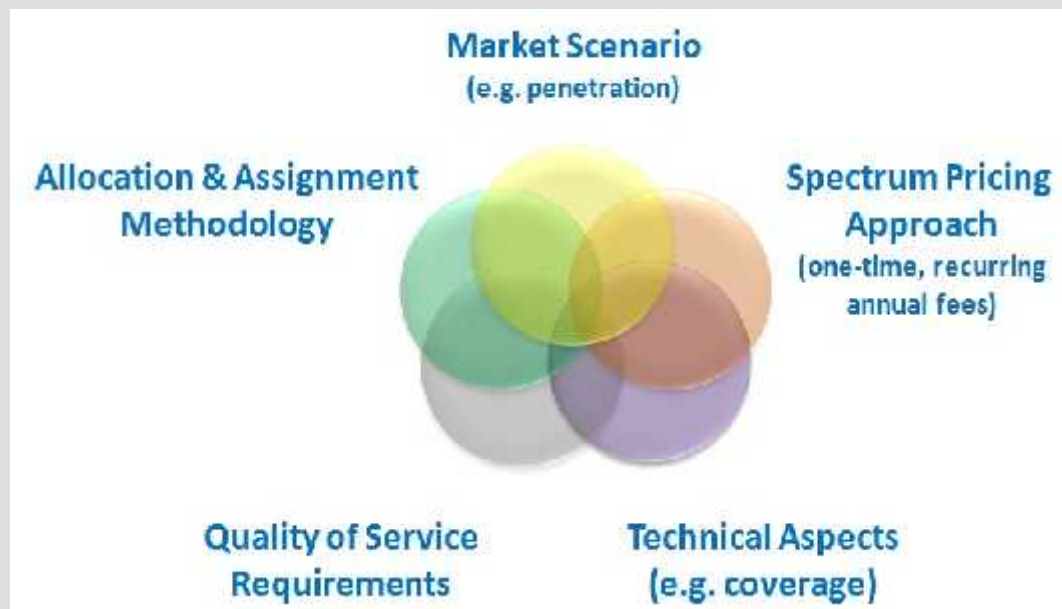 Market Scenario
(e.g. penetration)
Allocation & Assignment
Methodology
Spectrum Pricing
Approach
(one-time, recurring
annual fees)
Quality of Service
Requirements
Technical Aspects
(e.g. coverage)